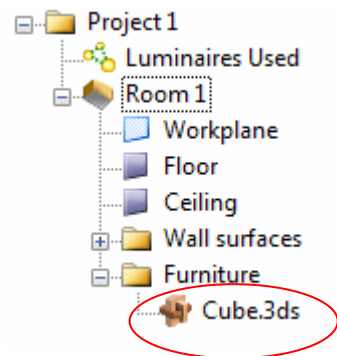 Project 1
Luminaires Used
Room 1
Workplane
Floor
Ceiling
Wall surfaces
Furniture
Cube.3ds